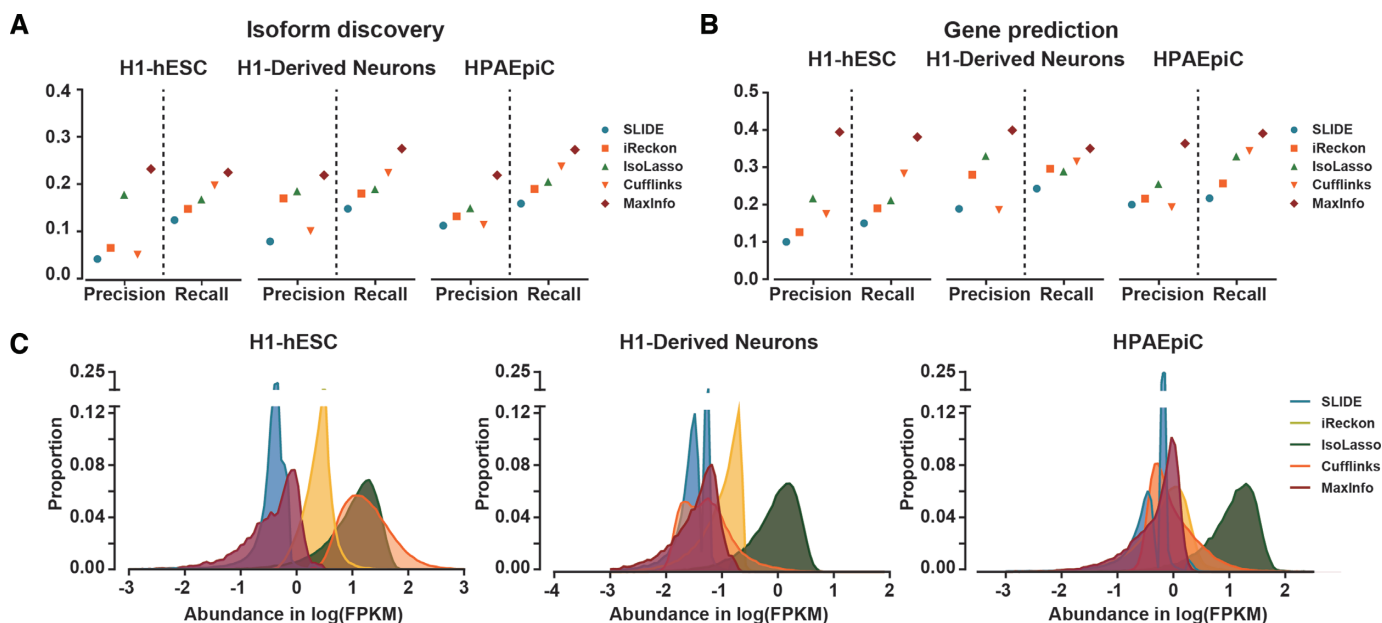 A
Isoform discovery
H1-hESC
H1-Derived Neurons
HPAEpiC
0.4
0.3
0.2
0.1
0.0
Precision
Recall
Precision
Recall
Precision
Recall
SLIDE
iReckon
IsoLasso
Cufflinks
MaxInfo
B
Gene prediction
H1-hESC
H1-Derived Neurons
HPAEpiC
0.5
0.4
0.3
0.2
0.1
0.0
Precision
Recall
Precision
Recall
Precision
Recall
SLIDE
iReckon
IsoLasso
Cufflinks
MaxInfo
C
H1-hESC
Proportion
0.25
0.12
0.08
0.04
0.00
-3 -2 -1 0 1 2 3
Abundance in log(FPKM)
H1-Derived Neurons
Proportion
0.25
0.12
0.08
0.04
0.00
-4 -3 -2 -1 0 1 2
Abundance in log(FPKM)
HPAEpiC
Proportion
0.25
0.12
0.08
0.04
0.00
-3 -2 -1 0 1 2
Abundance in log(FPKM)
SLIDE
iReckon
IsoLasso
Cufflinks
MaxInfo